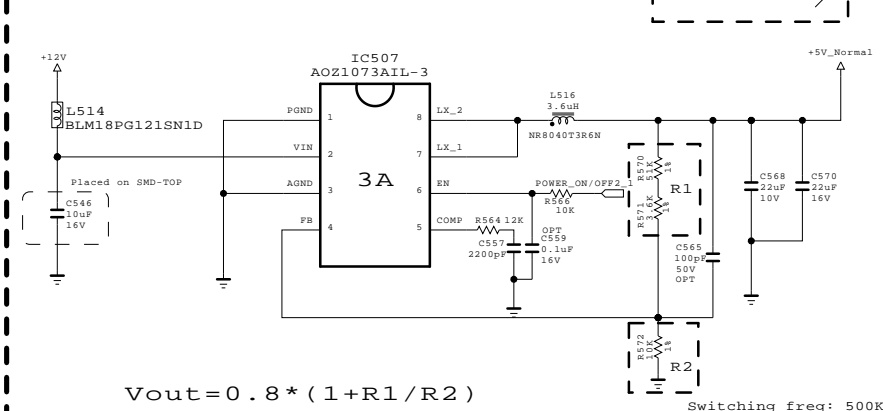 +12V
L514
BLM18PG121SN1D
Placed on SMD-TOP
C546
10uF
16V
IC507
AOZ1073AIL-3
PGND
1
VIN
2
AGND
3
FB
4
3A
8
LX_2
7
LX_1
6
EN
5
COMP
L516
3.6uH
NR8040T3R6N
POWER_ON/OFF2_1
R566
10K
R564 12K
C557
2200pF
OPT
C559
0.1uF
16V
R570
51K
1%
R571
3.6K
1%
R1
C565
100pF
50V
OPT
R572
10K
1%
R2
+5V_Normal
C568
22uF
10V
C570
22uF
16V
Vout=0.8*(1+R1/R2)
Switching freq: 500K